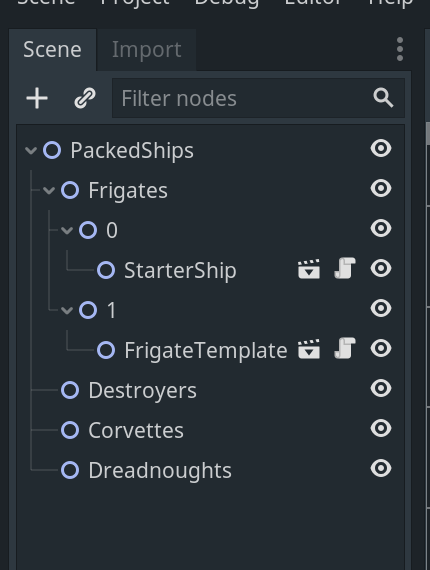 Scene Project Debug Editor Help
Scene Import
Filter nodes
PackedShips
Frigates
0
StarterShip
1
FrigateTemplate
Destroyers
Corvettes
Dreadnoughts